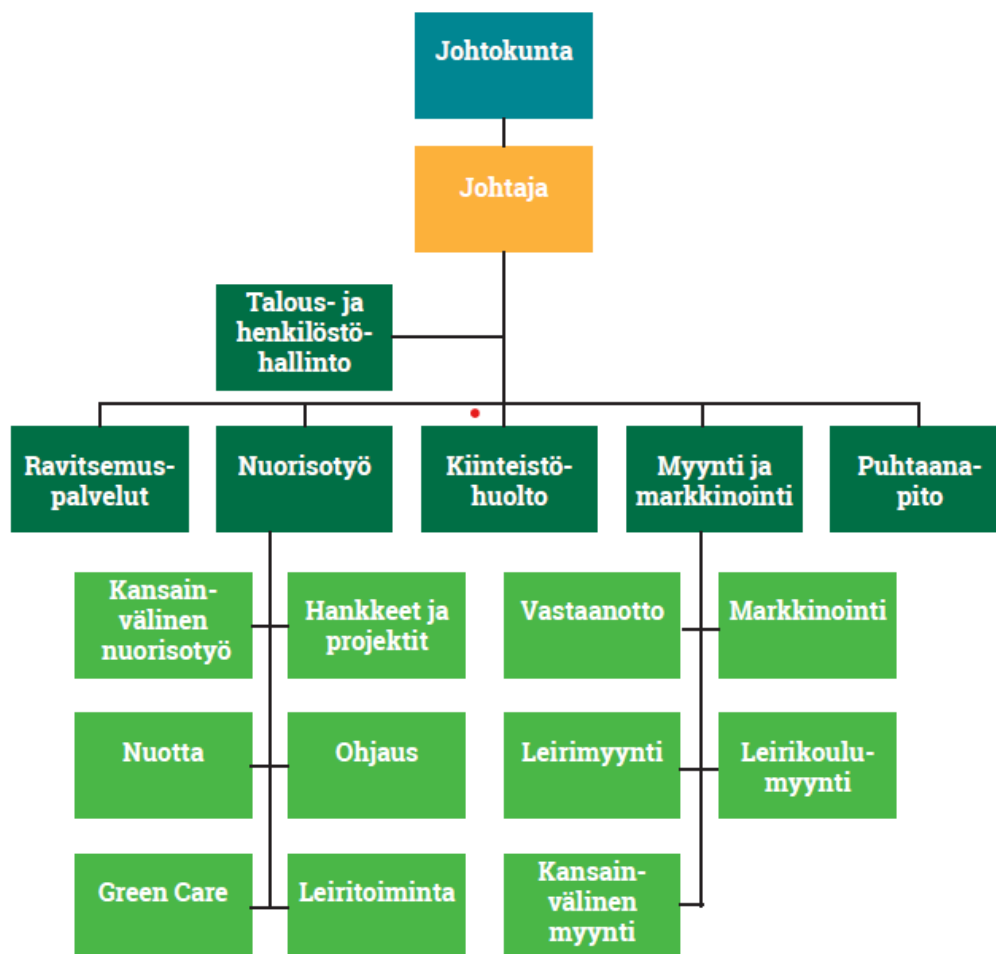 Johtokunta
Johtaja
Talous- ja
henkilöstö-
hallinto
Ravitsemus-
palvelut
Nuorisotyö
Kiinteistö-
huolto
Myynti ja
markkinointi
Puhtaana-
pito
Kansain-
välinen
nuorisotyö
Hankkeet ja
projektit
Vastaanotto
Markkinointi
Nuotta
Ohjaus
Leirimyynti
Leirikoulu-
myynti
Green Care
Leiritoiminta
Kansain-
välinen
myynti